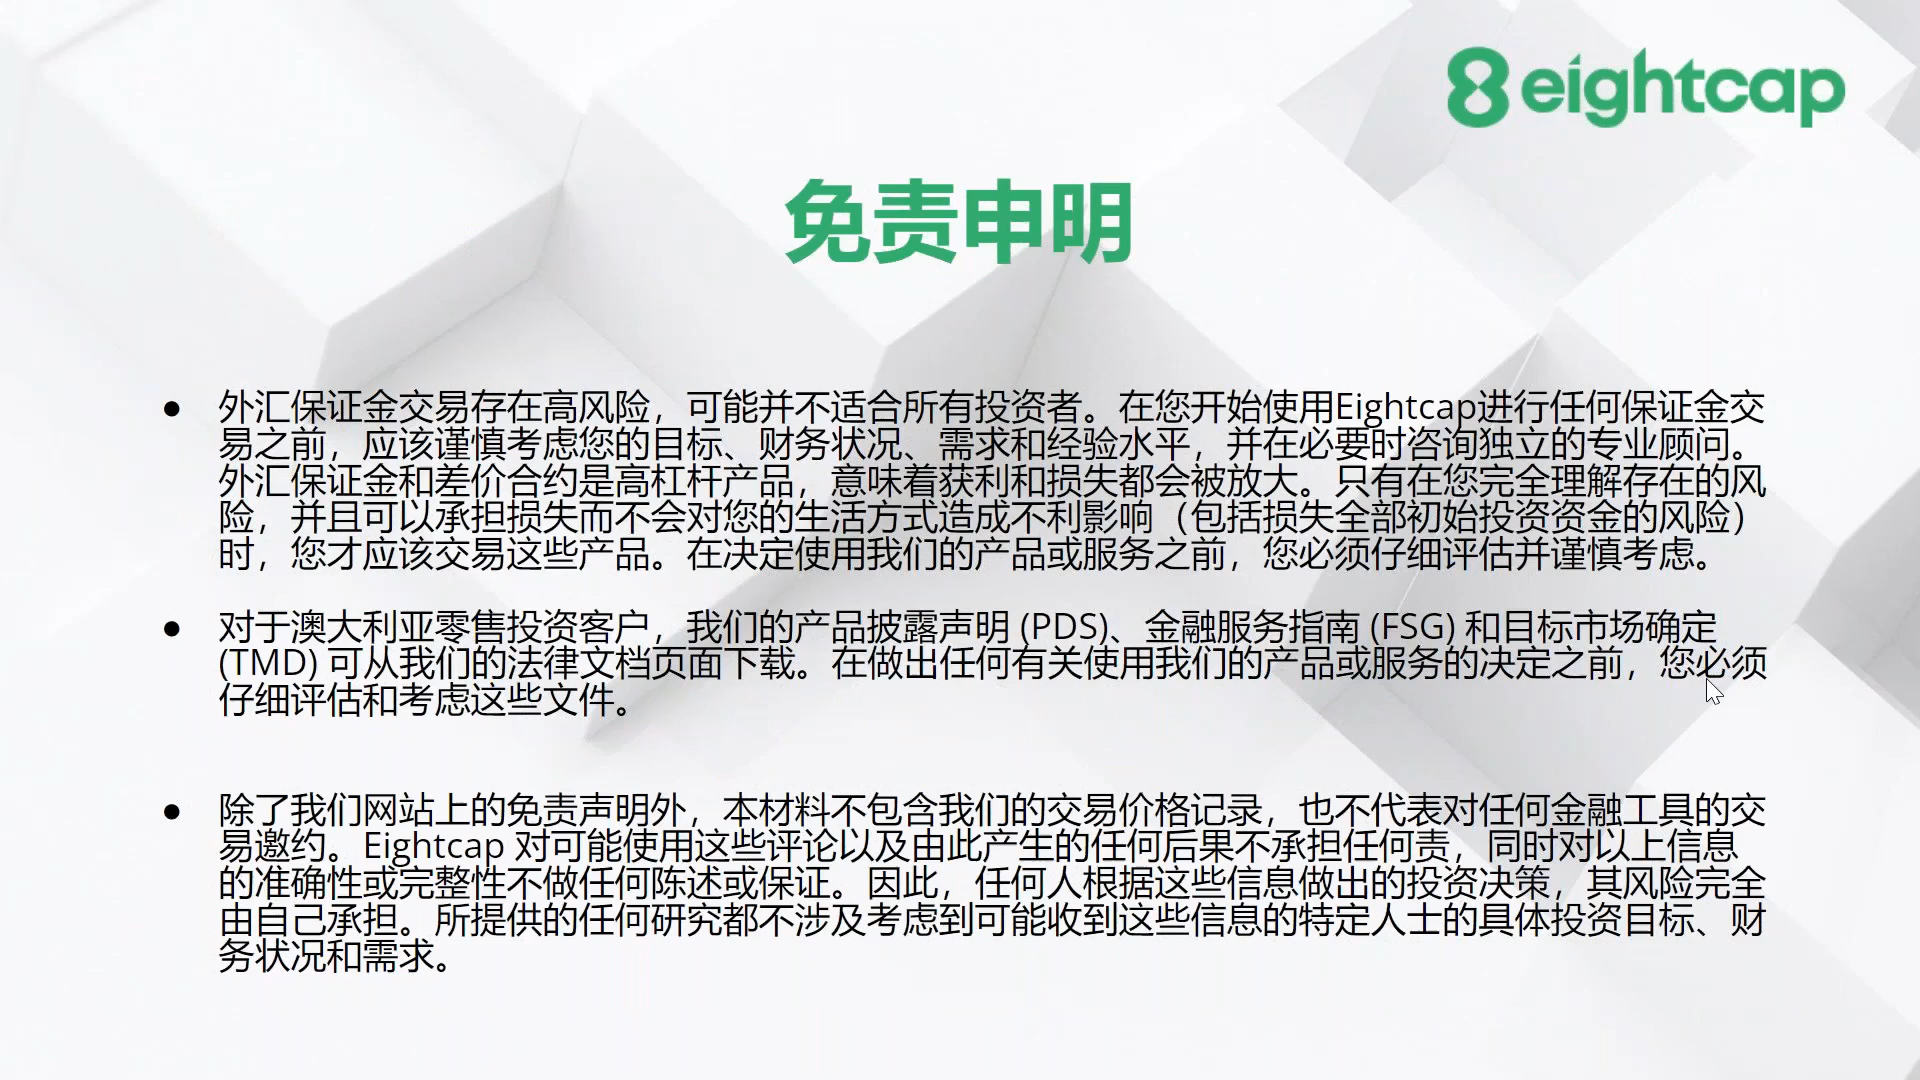 8 eightcap
免责申明
● 外汇保证金交易存在高风险，可能并不适合所有投资者。在您开始使用Eightcap进行任何保证金交
易之前，应该谨慎考虑您的目标、财务状况、需求和经验水平，并在必要时咨询独立的专业顾问。
外汇保证金和差价合约是高杠杆产品，意味着获利和损失都会被放大。只有在您完全理解存在的风
险，并且可以承担损失而不会对您的生活方式造成不利影响（包括损失全部初始投资资金的风险）
时，您才应该交易这些产品。在决定使用我们的产品或服务之前，您必须仔细评估并谨慎考虑。
● 对于澳大利亚零售投资客户，我们的产品披露声明 (PDS)、金融服务指南 (FSG) 和目标市场确定
(TMD) 可从我们的法律文档页面下载。在做出任何有关使用我们的产品或服务的决定之前，您必须
仔细评估和考虑这些文件。
● 除了我们网站上的免责声明外，本材料不包含我们的交易价格记录，也不代表对任何金融工具的交
易邀约。Eightcap 对可能使用这些评论以及由此产生的任何后果不承担任何责，同时对以上信息
的准确性或完整性不做任何陈述或保证。因此，任何人根据这些信息做出的投资决策，其风险完全
由自己承担。所提供的任何研究都不涉及考虑到可能收到这些信息的特定人士的具体投资目标、财
务状况和需求。